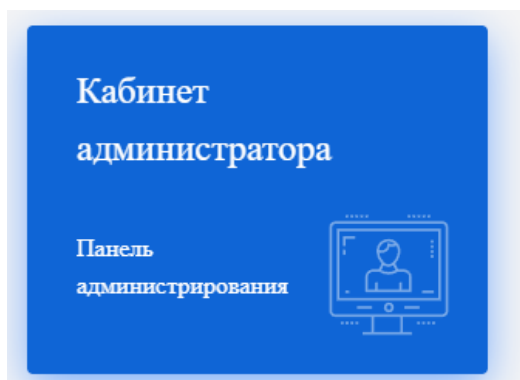 Кабинет
администратора
Панель
администрирования